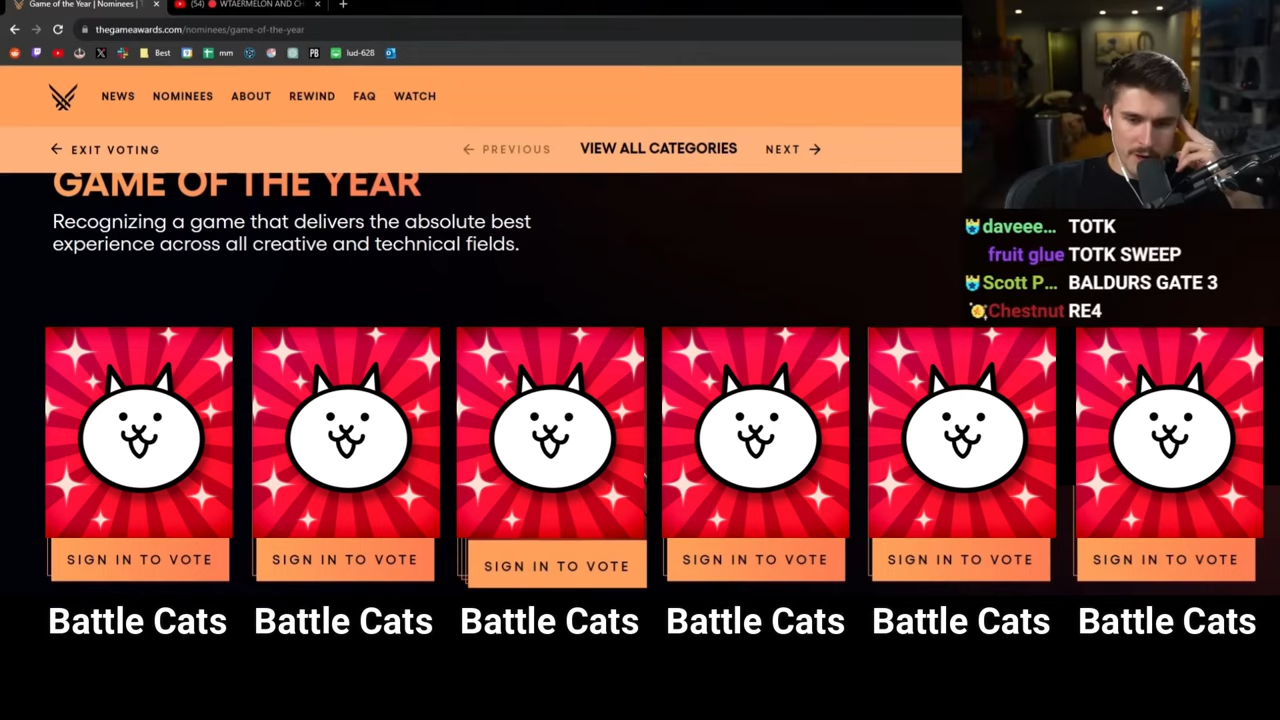 Game of the Year | Nominees |
(54) WTAERMELON AND CH
thegameawards.com/nominees/game-of-the-year
Best
mm
PB
lud-628
NEWS NOMINEES ABOUT REWIND FAQ WATCH
EXIT VOTING
PREVIOUS VIEW ALL CATEGORIES NEXT
GAME OF THE YEAR
Recognizing a game that delivers the absolute best
experience across all creative and technical fields.
daveee... TOTK
fruit glue TOTK SWEEP
Scott P... BALDURS GATE 3
Chestnut RE4
SIGN IN TO VOTE SIGN IN TO VOTE SIGN IN TO VOTE SIGN IN TO VOTE SIGN IN TO VOTE SIGN IN TO VOTE
Battle Cats Battle Cats Battle Cats Battle Cats Battle Cats Battle Cats